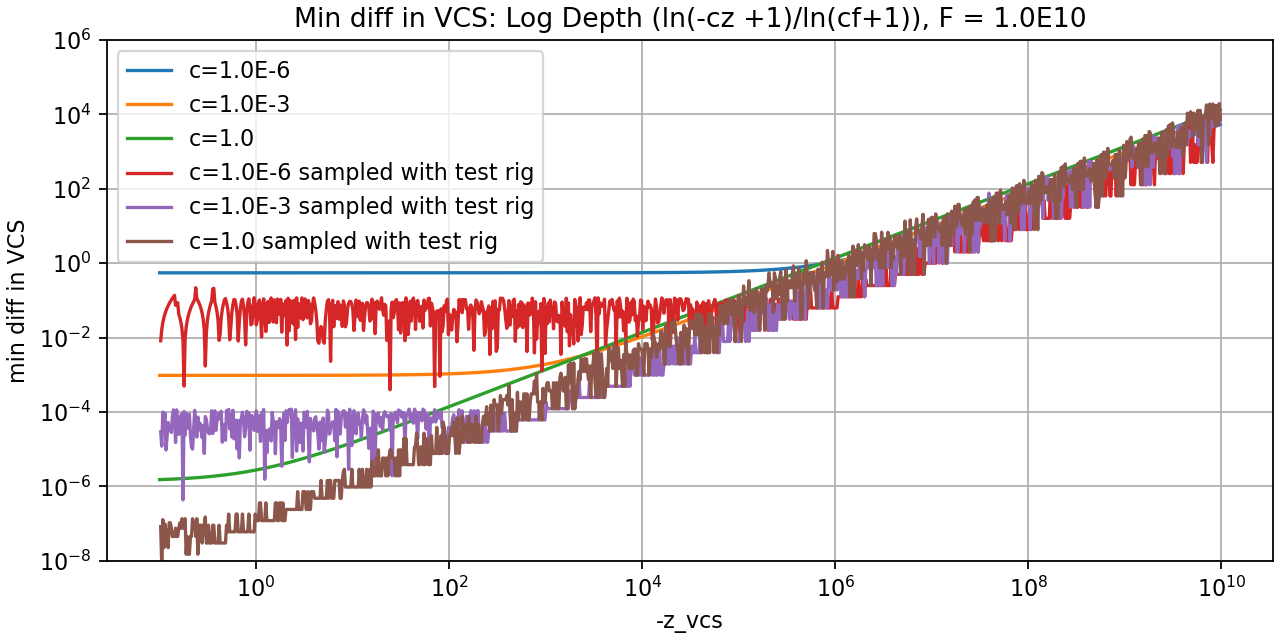 Min diff in VCS: Log Depth (ln(-cz +1)/ln(cf+1)), F = 1.0E10
min diff in VCS
10^6
10^4
10^2
10^0
10^-2
10^-4
10^-6
10^-8
c=1.0E-6
c=1.0E-3
c=1.0
c=1.0E-6 sampled with test rig
c=1.0E-3 sampled with test rig
c=1.0 sampled with test rig
10^0 10^2 10^4 10^6 10^8 10^10
-z_vcs